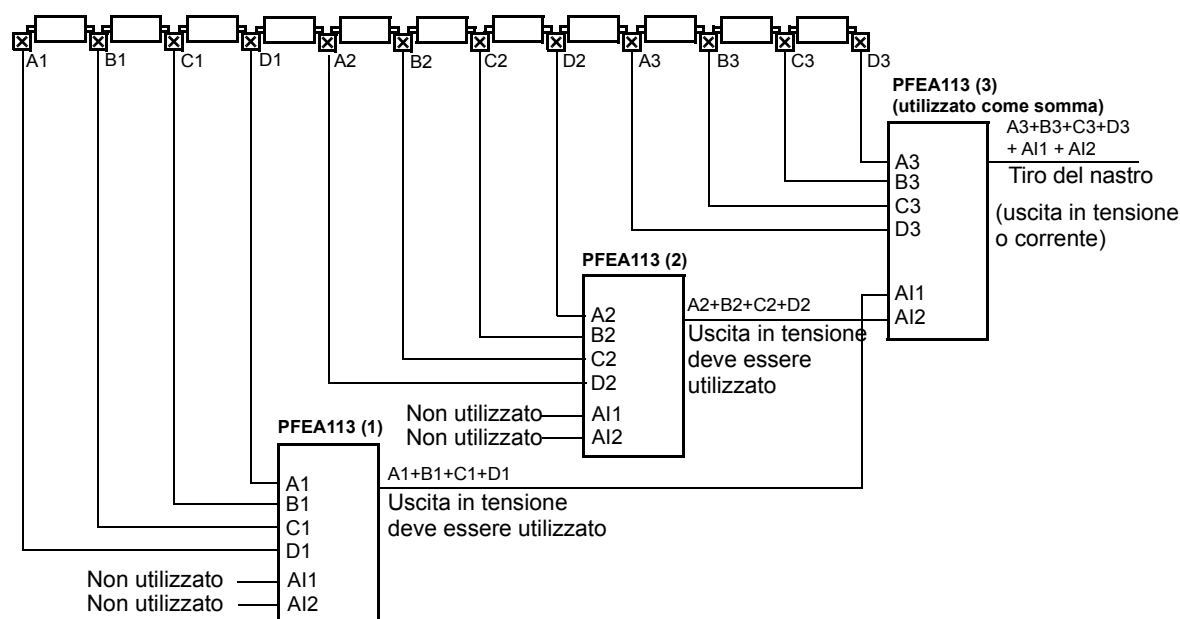 A1 B1 C1 D1 A2 B2 C2 D2 A3 B3 C3 D3
PFEA113 (3)
(utilizzato come somma)
A3+B3+C3+D3
+ AI1 + AI2
Tiro del nastro
(uscita in tensione
o corrente)
A3
B3
C3
D3
AI1
AI2
PFEA113 (2)
A2
B2
C2
D2
AI1
AI2
A2+B2+C2+D2
Uscita in tensione
deve essere
utilizzato
Non utilizzato
Non utilizzato
PFEA113 (1)
A1
B1
C1
D1
AI1
AI2
A1+B1+C1+D1
Uscita in tensione
deve essere utilizzato
Non utilizzato
Non utilizzato